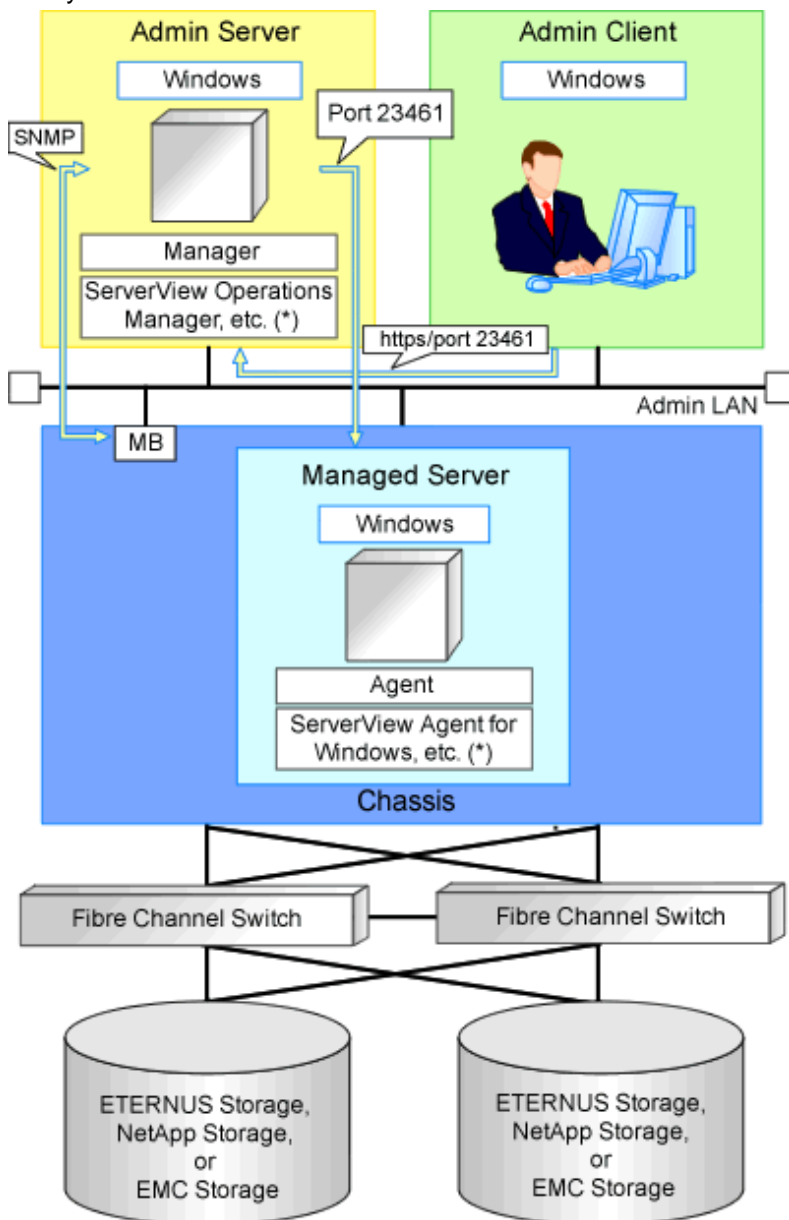 Admin Server
Windows
SNMP
Port 23461
Manager
ServerView Operations
Manager, etc. (*)
Admin Client
Windows
https/port 23461
Admin LAN
MB
Managed Server
Windows
Agent
ServerView Agent for
Windows, etc. (*)
Chassis
Fibre Channel Switch
Fibre Channel Switch
ETERNUS Storage,
NetApp Storage,
or
EMC Storage
ETERNUS Storage,
NetApp Storage,
or
EMC Storage